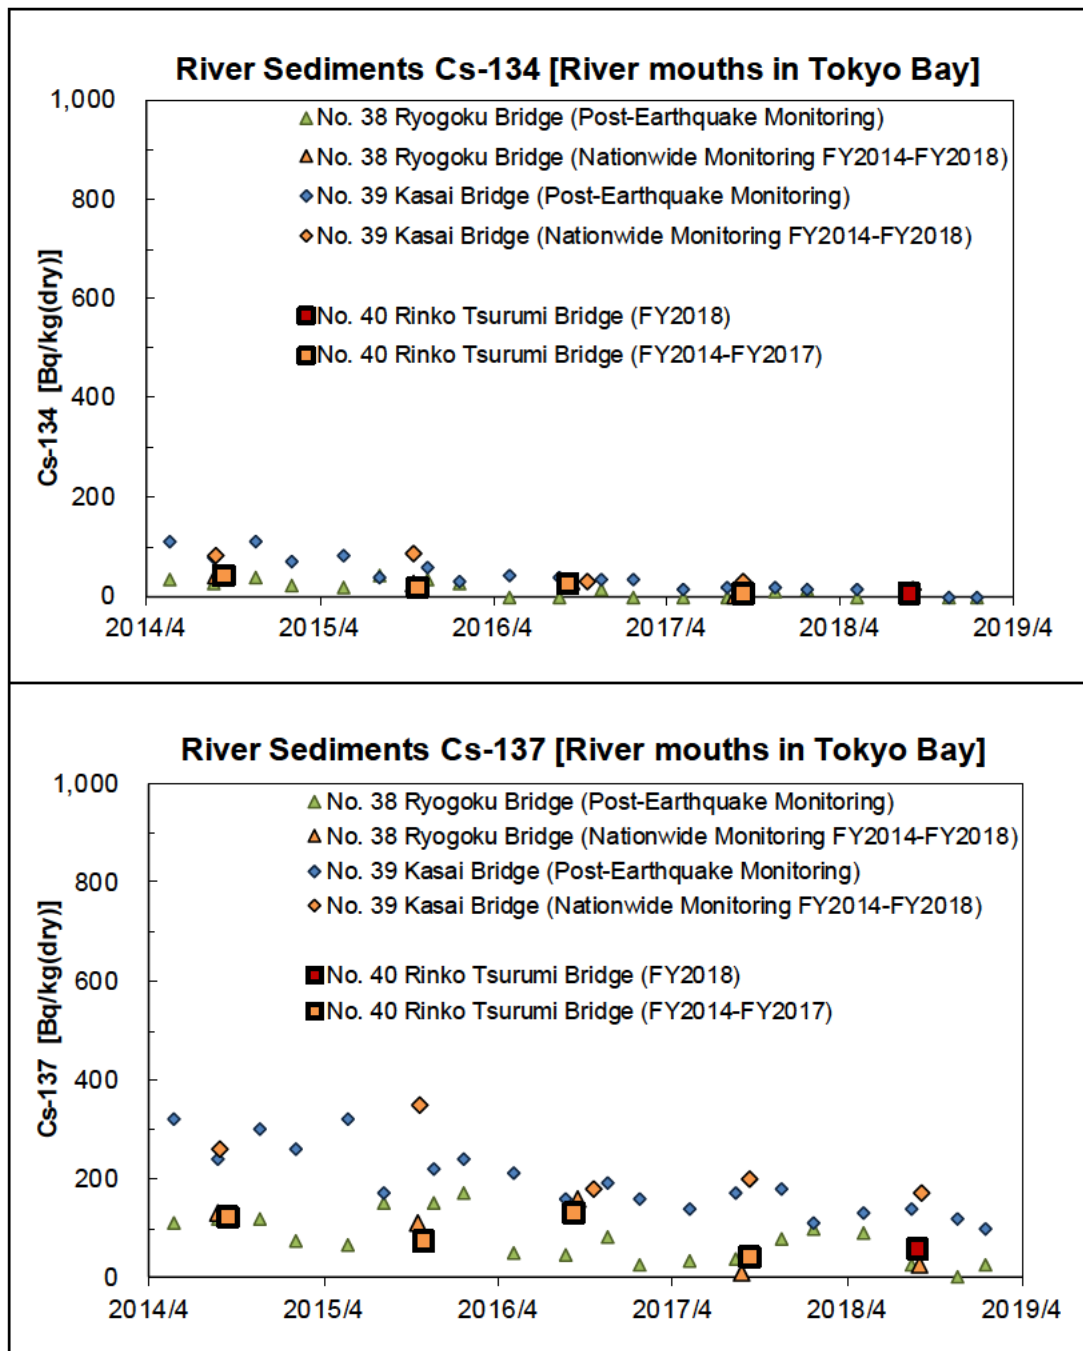 River Sediments Cs-134 [River mouths in Tokyo Bay]
Cs-134 [Bq/kg(dry)]
1,000
800
600
400
200
0
No. 38 Ryogoku Bridge (Post-Earthquake Monitoring)
No. 38 Ryogoku Bridge (Nationwide Monitoring FY2014-FY2018)
No. 39 Kasai Bridge (Post-Earthquake Monitoring)
No. 39 Kasai Bridge (Nationwide Monitoring FY2014-FY2018)
No. 40 Rinko Tsurumi Bridge (FY2018)
No. 40 Rinko Tsurumi Bridge (FY2014-FY2017)
2014/4 2015/4 2016/4 2017/4 2018/4 2019/4
River Sediments Cs-137 [River mouths in Tokyo Bay]
Cs-137 [Bq/kg(dry)]
1,000
800
600
400
200
0
No. 38 Ryogoku Bridge (Post-Earthquake Monitoring)
No. 38 Ryogoku Bridge (Nationwide Monitoring FY2014-FY2018)
No. 39 Kasai Bridge (Post-Earthquake Monitoring)
No. 39 Kasai Bridge (Nationwide Monitoring FY2014-FY2018)
No. 40 Rinko Tsurumi Bridge (FY2018)
No. 40 Rinko Tsurumi Bridge (FY2014-FY2017)
2014/4 2015/4 2016/4 2017/4 2018/4 2019/4